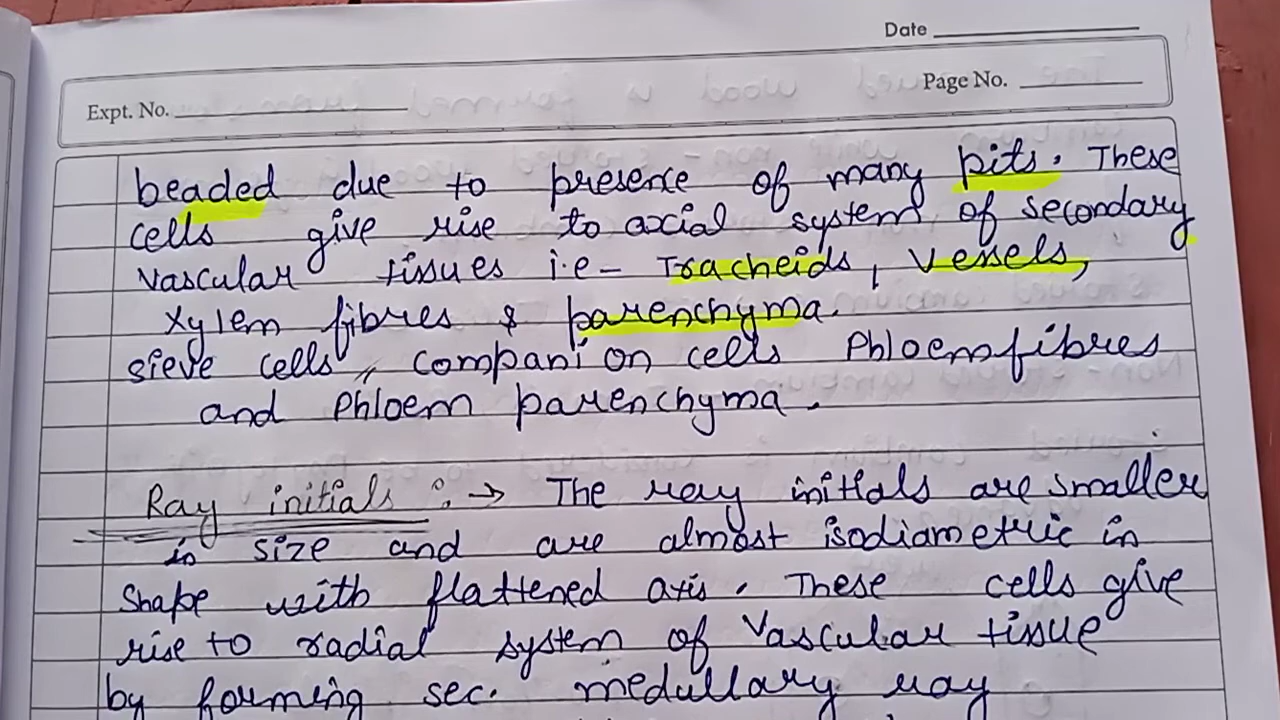 Date
Expt. No.
Page No.
beaded due to presence of many pits. These
cells give rise to axial system of secondary
vascular tissues i.e- Tracheids, vessels,
xylem fibres & parenchyma.
sieve cells,, companion cells Phloem fibres
and Phloem parenchyma.
Ray initials :→ The ray initials are smaller
in size and are almost isodiametric in
shape with flattened axis. These cells give
rise to radial system of vascular tissue
by forming sec. medullary ray